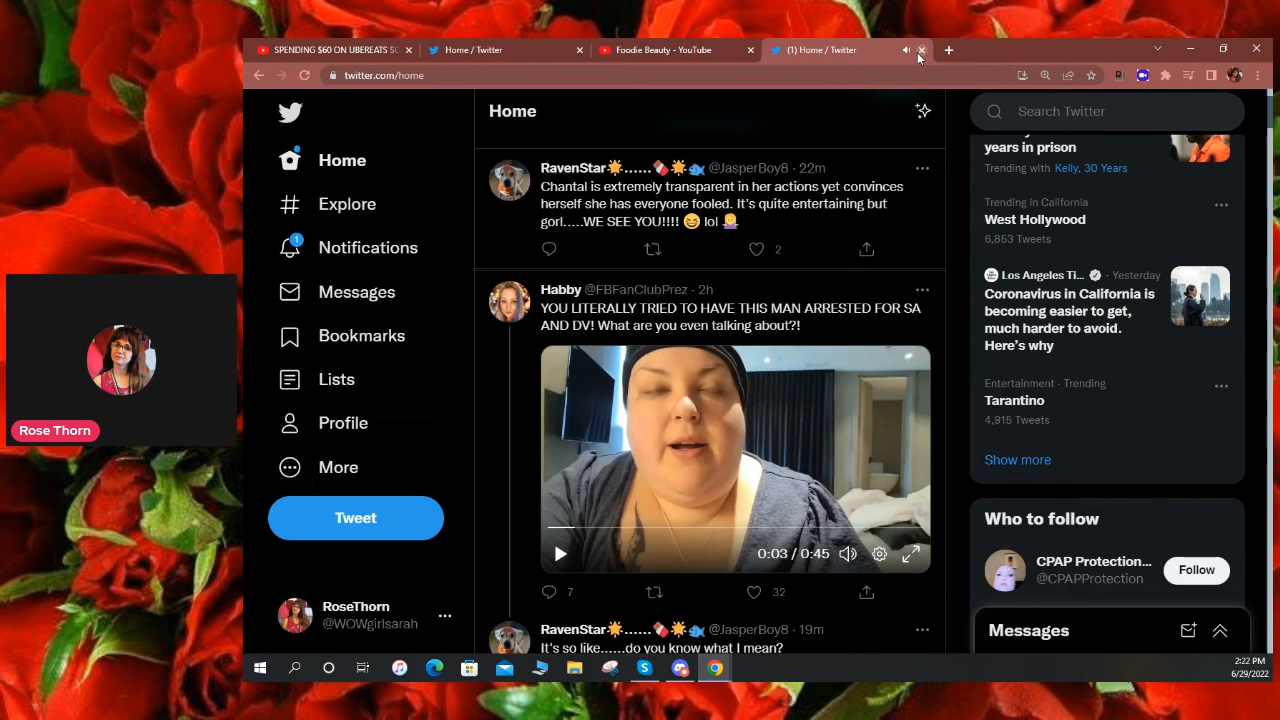 SPENDING $60 ON UBEREATS SC
Home / Twitter
Foodie Beauty - YouTube
(1) Home / Twitter
twitter.com/home
Home
Explore
1
Notifications
Messages
Bookmarks
Lists
Profile
More
Tweet
RoseThorn
@WOWgirlsarah
Rose Thorn
Home
RavenStar🌟......🍫🌟🐟 @JasperBoy8 · 22m
Chantal is extremely transparent in her actions yet convinces
herself she has everyone fooled. It's quite entertaining but
gorl.....WE SEE YOU!!!! 😆 lol 💁🏼‍♀️
2
Habby @FBFanClubPrez · 2h
YOU LITERALLY TRIED TO HAVE THIS MAN ARRESTED FOR SA
AND DV! What are you even talking about?!
0:03 / 0:45
7
32
RavenStar🌟......🍫🌟🐟 @JasperBoy8 · 19m
It's so like......do you know what I mean?
Search Twitter
years in prison
Trending with Kelly, 30 Years
Trending in California
West Hollywood
6,853 Tweets
Los Angeles Ti... · Yesterday
Coronavirus in California is
becoming easier to get,
much harder to avoid.
Here's why
Entertainment · Trending
Tarantino
4,915 Tweets
Show more
Who to follow
CPAP Protection...
@CPAPProtection
Follow
Messages
2:22 PM
6/29/2022